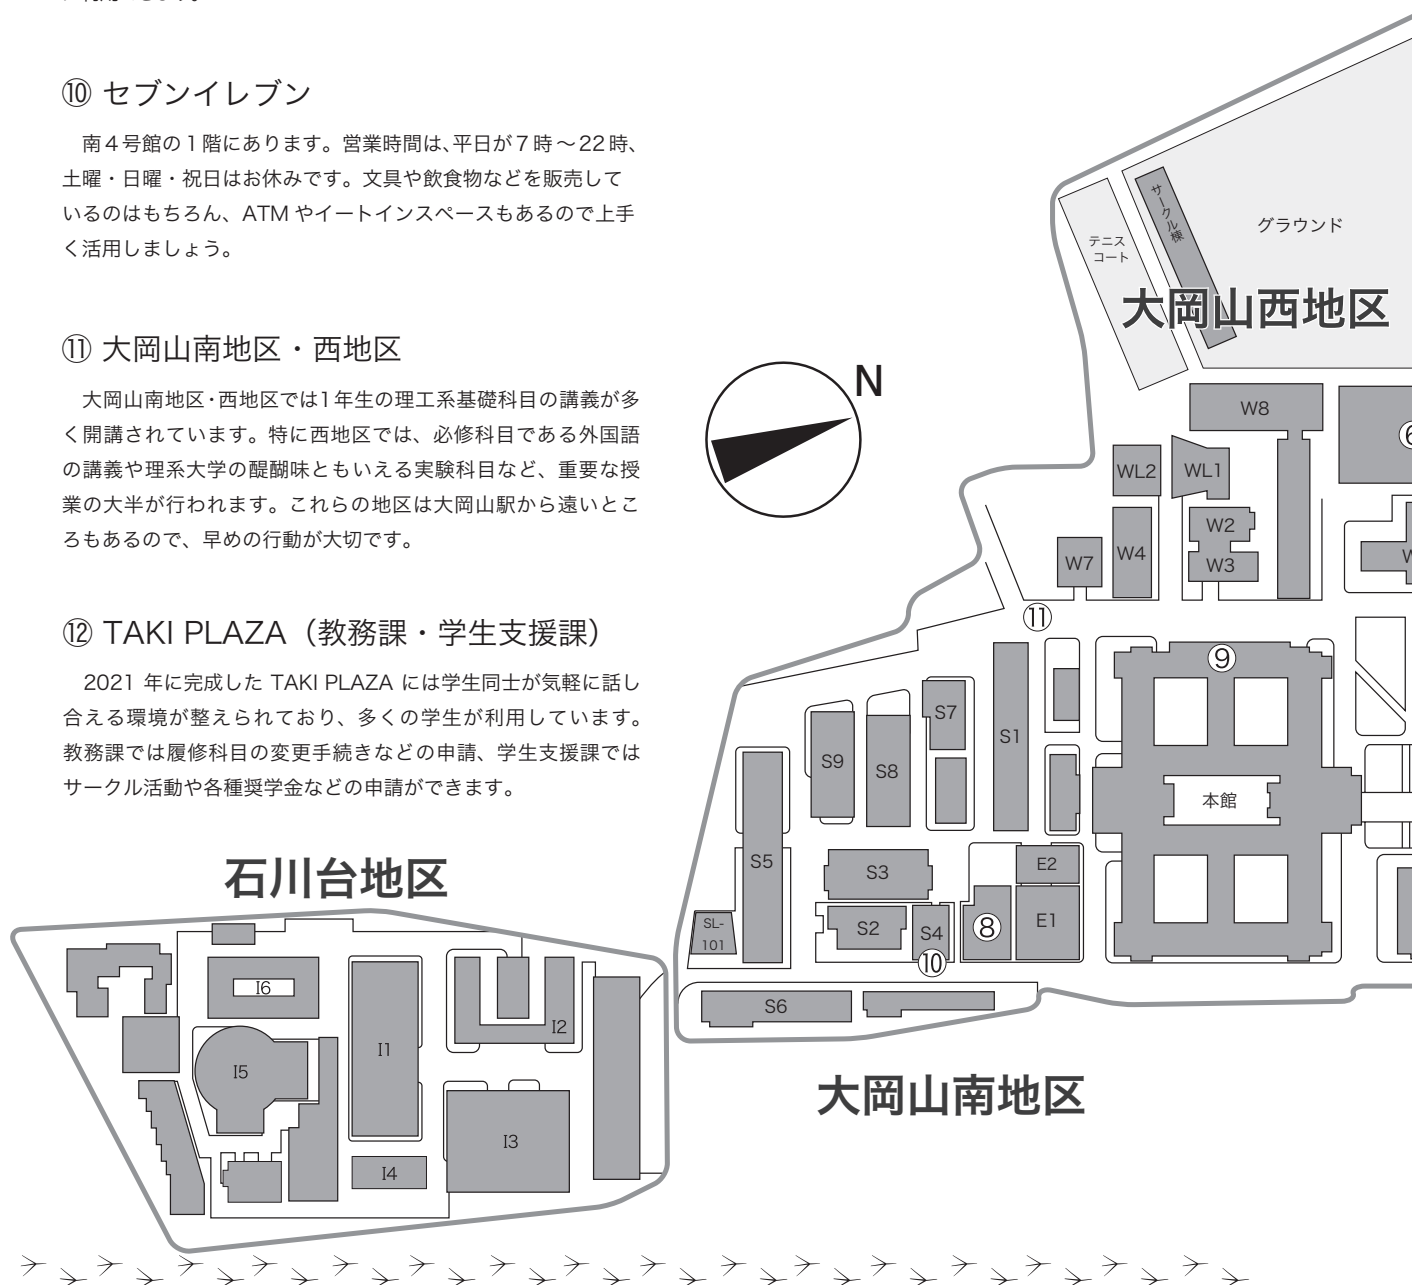 ⑩ セブンイレブン
南４号館の１階にあります。営業時間は、平日が７時〜22時、
土曜・日曜・祝日はお休みです。文具や飲食物などを販売して
いるのはもちろん、ATM やイートインスペースもあるので上手
く活用しましょう。
⑪ 大岡山南地区・西地区
大岡山南地区・西地区では1年生の理工系基礎科目の講義が多
く開講されています。特に西地区では、必修科目である外国語
の講義や理系大学の醍醐味ともいえる実験科目など、重要な授
業の大半が行われます。これらの地区は大岡山駅から遠いとこ
ろもあるので、早めの行動が大切です。
⑫ TAKI PLAZA（教務課・学生支援課）
2021 年に完成した TAKI PLAZA には学生同士が気軽に話し
合える環境が整えられており、多くの学生が利用しています。
教務課では履修科目の変更手続きなどの申請、学生支援課では
サークル活動や各種奨学金などの申請ができます。
N
サークル棟
グラウンド
テニス
コート
大岡山西地区
W8
⑥
WL2
WL1
W2
W3
W4
W7
W
⑪
⑨
S7
S1
S9
S8
本館
S5
S3
E2
SL-
101
S2
S4
⑧
E1
⑩
S6
大岡山南地区
石川台地区
I6
I2
I1
I5
I3
I4